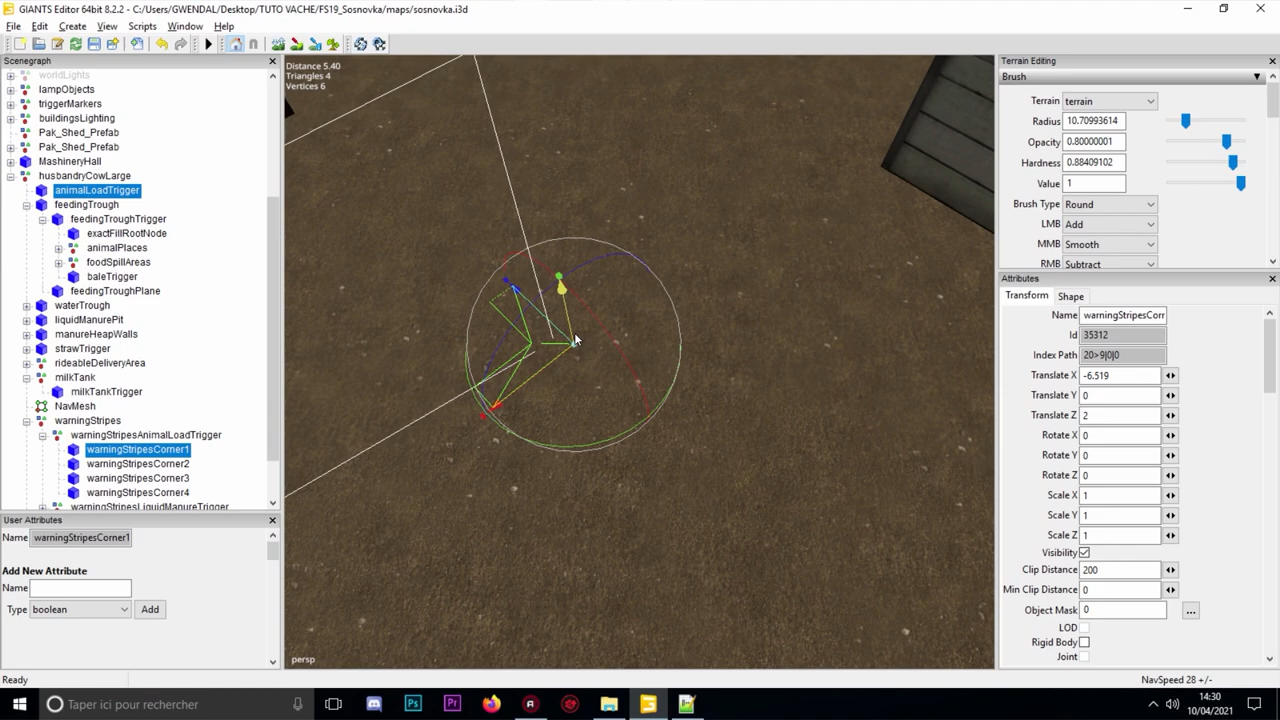 GIANTS Editor 64bit 8.2.2 - C:/Users/GWENDAL/Desktop/TUTO VACHE/FS19_Sosnovka/maps/sosnovka.i3d
File Edit Create View Scripts Window Help
Scenegraph
worldLights
lampObjects
triggerMarkers
buildingsLighting
Pak_Shed_Prefab
Pak_Shed_Prefab
MashineryHall
husbandryCowLarge
animalLoadTrigger
feedingTrough
feedingTroughTrigger
exactFillRootNode
animalPlaces
foodSpillAreas
baleTrigger
feedingTroughPlane
waterTrough
liquidManurePit
manureHeapWalls
strawTrigger
rideableDeliveryArea
milkTank
milkTankTrigger
NavMesh
warningStripes
warningStripesAnimalLoadTrigger
warningStripesCorner1
warningStripesCorner2
warningStripesCorner3
warningStripesCorner4
warningStripesLiquidManureTrigger
User Attributes
Name warningStripesCorner1
Add New Attribute
Name
Type boolean Add
Distance 5.40
Triangles 4
Vertices 6
persp
Terrain Editing
Brush
Terrain terrain
Radius 10.70993614
Opacity 0.80000001
Hardness 0.88409102
Value 1
Brush Type Round
LMB Add
MMB Smooth
RMB Subtract
Attributes
Transform Shape
Name warningStripesCorr
Id 35312
Index Path 20>9|0|0
Translate X -6.519
Translate Y 0
Translate Z 2
Rotate X 0
Rotate Y 0
Rotate Z 0
Scale X 1
Scale Y 1
Scale Z 1
Visibility
Clip Distance 200
Min Clip Distance 0
Object Mask 0 ...
LOD
Rigid Body
Joint
Ready
NavSpeed 28 +/-
Taper ici pour rechercher
14:30
10/04/2021